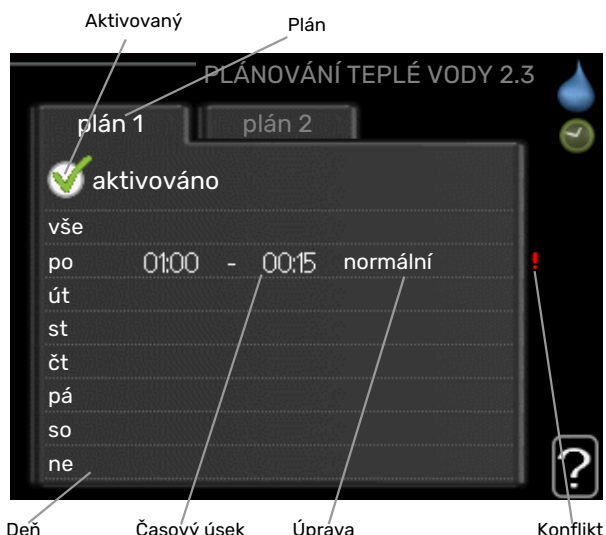 Aktivovaný
Plán
PLÁNOVÁNÍ TEPLÉ VODY 2.3
plán 1 plán 2
aktivováno
vše
po 01:00 - 00:15 normální !
út
st
čt
pá
so
ne
?
Deň Časový úsek Úprava Konflikt